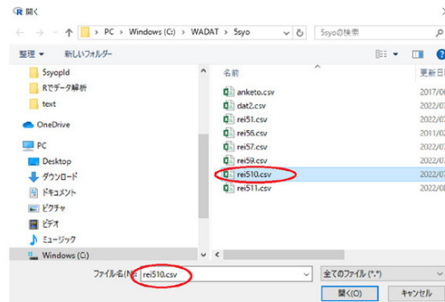 開く
PC > Windows (C:) > WADAT > 5syo
5syoの検索
整理
新しいフォルダー
5syopld
Rでデータ解析
text
OneDrive
PC
Desktop
ダウンロード
ドキュメント
ピクチャ
ビデオ
ミュージック
Windows (C:)
名前
更新日
anketo.csv 2017/0
dat2.csv 2022/0
rei51.csv 2022/0
rei56.csv 2011/0
rei57.csv 2022/0
rei59.csv 2022/0
rei510.csv 2022/0
rei511.csv 2022/0
ファイル名(N): rei510.csv
全てのファイル (*.*)
開く(O)
キャンセル